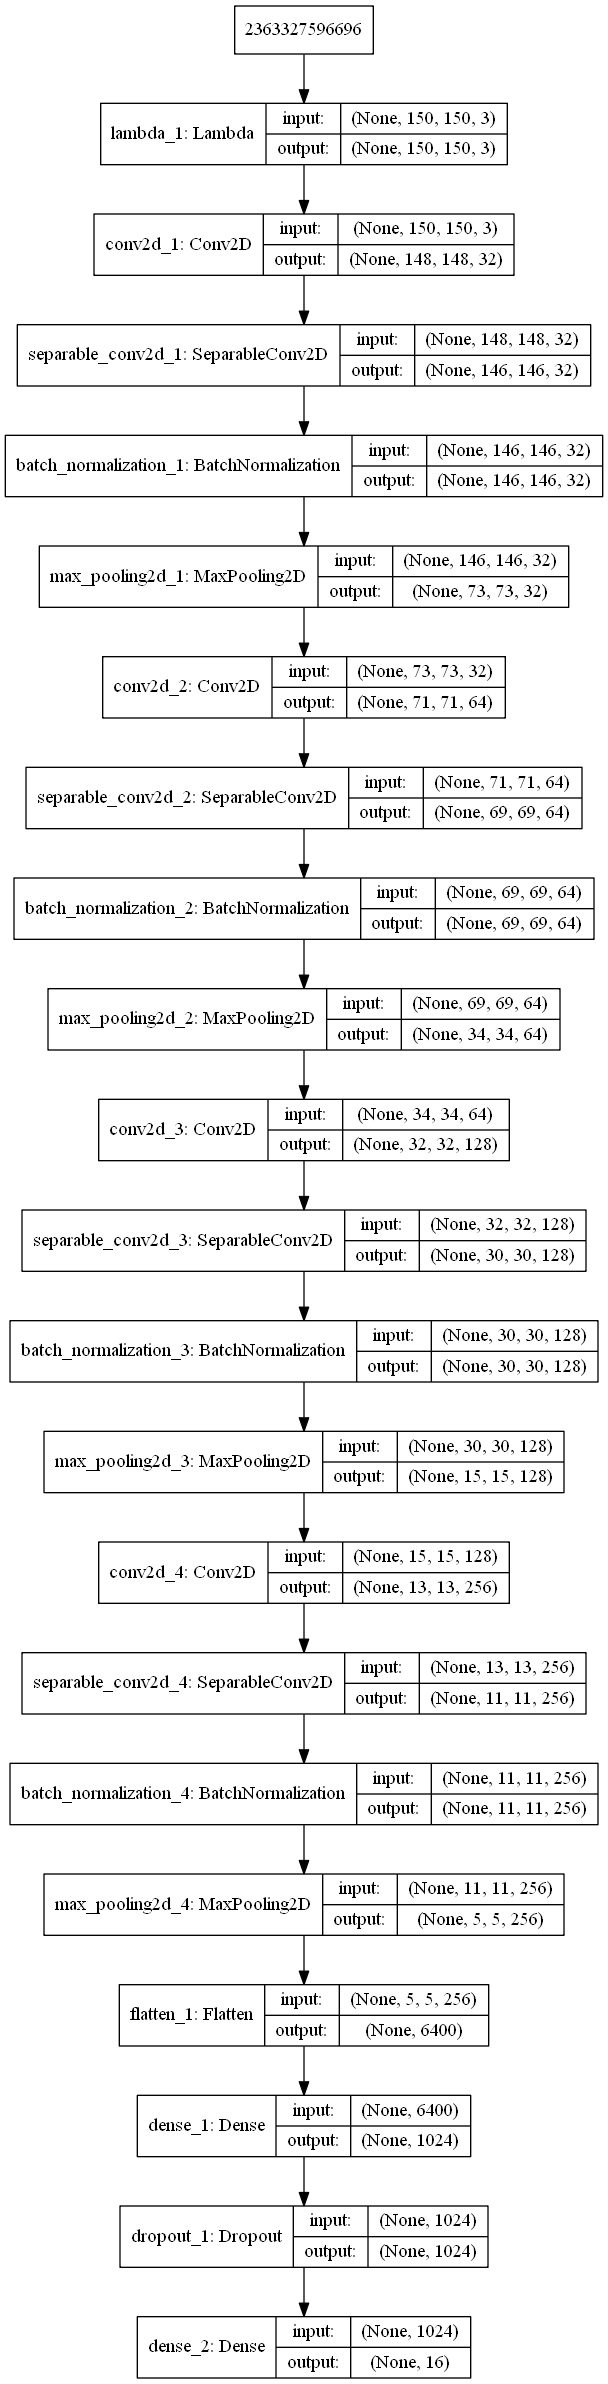 2363327596696
lambda_1: Lambda
input: (None, 150, 150, 3)
output: (None, 150, 150, 3)
conv2d_1: Conv2D
input: (None, 150, 150, 3)
output: (None, 148, 148, 32)
separable_conv2d_1: SeparableConv2D
input: (None, 148, 148, 32)
output: (None, 146, 146, 32)
batch_normalization_1: BatchNormalization
input: (None, 146, 146, 32)
output: (None, 146, 146, 32)
max_pooling2d_1: MaxPooling2D
input: (None, 146, 146, 32)
output: (None, 73, 73, 32)
conv2d_2: Conv2D
input: (None, 73, 73, 32)
output: (None, 71, 71, 64)
separable_conv2d_2: SeparableConv2D
input: (None, 71, 71, 64)
output: (None, 69, 69, 64)
batch_normalization_2: BatchNormalization
input: (None, 69, 69, 64)
output: (None, 69, 69, 64)
max_pooling2d_2: MaxPooling2D
input: (None, 69, 69, 64)
output: (None, 34, 34, 64)
conv2d_3: Conv2D
input: (None, 34, 34, 64)
output: (None, 32, 32, 128)
separable_conv2d_3: SeparableConv2D
input: (None, 32, 32, 128)
output: (None, 30, 30, 128)
batch_normalization_3: BatchNormalization
input: (None, 30, 30, 128)
output: (None, 30, 30, 128)
max_pooling2d_3: MaxPooling2D
input: (None, 30, 30, 128)
output: (None, 15, 15, 128)
conv2d_4: Conv2D
input: (None, 15, 15, 128)
output: (None, 13, 13, 256)
separable_conv2d_4: SeparableConv2D
input: (None, 13, 13, 256)
output: (None, 11, 11, 256)
batch_normalization_4: BatchNormalization
input: (None, 11, 11, 256)
output: (None, 11, 11, 256)
max_pooling2d_4: MaxPooling2D
input: (None, 11, 11, 256)
output: (None, 5, 5, 256)
flatten_1: Flatten
input: (None, 5, 5, 256)
output: (None, 6400)
dense_1: Dense
input: (None, 6400)
output: (None, 1024)
dropout_1: Dropout
input: (None, 1024)
output: (None, 1024)
dense_2: Dense
input: (None, 1024)
output: (None, 16)